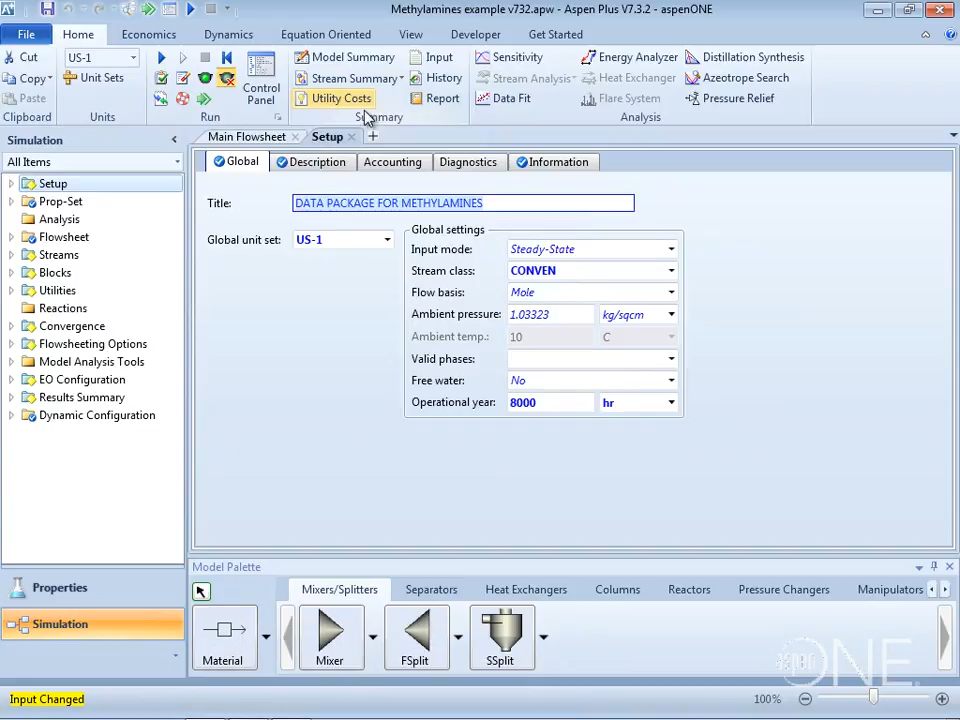 Methylamines example v732.apw - Aspen Plus V7.3.2 - aspenONE
File Home Economics Dynamics Equation Oriented View Developer Get Started
Cut US-1 Model Summary Input Sensitivity Energy Analyzer Distillation Synthesis
Copy Unit Sets Stream Summary History Stream Analysis Heat Exchanger Azeotrope Search
Paste Control Panel Utility Costs Report Data Fit Flare System Pressure Relief
Clipboard Units Run Summary Analysis
Simulation Main Flowsheet Setup
All Items Global Description Accounting Diagnostics Information
Setup
Prop-Set
Analysis
Flowsheet
Streams
Blocks
Utilities
Reactions
Convergence
Flowsheeting Options
Model Analysis Tools
EO Configuration
Results Summary
Dynamic Configuration
Title: DATA PACKAGE FOR METHYLAMINES
Global unit set: US-1
Global settings
Input mode: Steady-State
Stream class: CONVEN
Flow basis: Mole
Ambient pressure: 1.03323 kg/sqcm
Ambient temp.: 10 C
Valid phases:
Free water: No
Operational year: 8000 hr
Properties
Simulation
Model Palette
Mixers/Splitters Separators Heat Exchangers Columns Reactors Pressure Changers Manipulators
Material Mixer FSplit SSplit
aspen ONE
Input Changed 100%